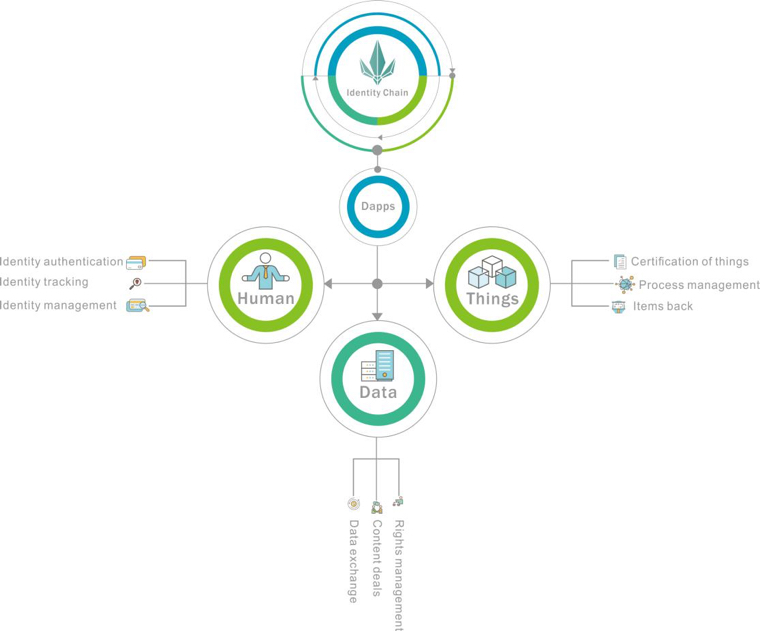 Identity Chain
Dapps
Identity authentication
Identity tracking
Identity management
Human
Things
Certification of things
Process management
Items back
Data
Data exchange
Content deals
Rights management